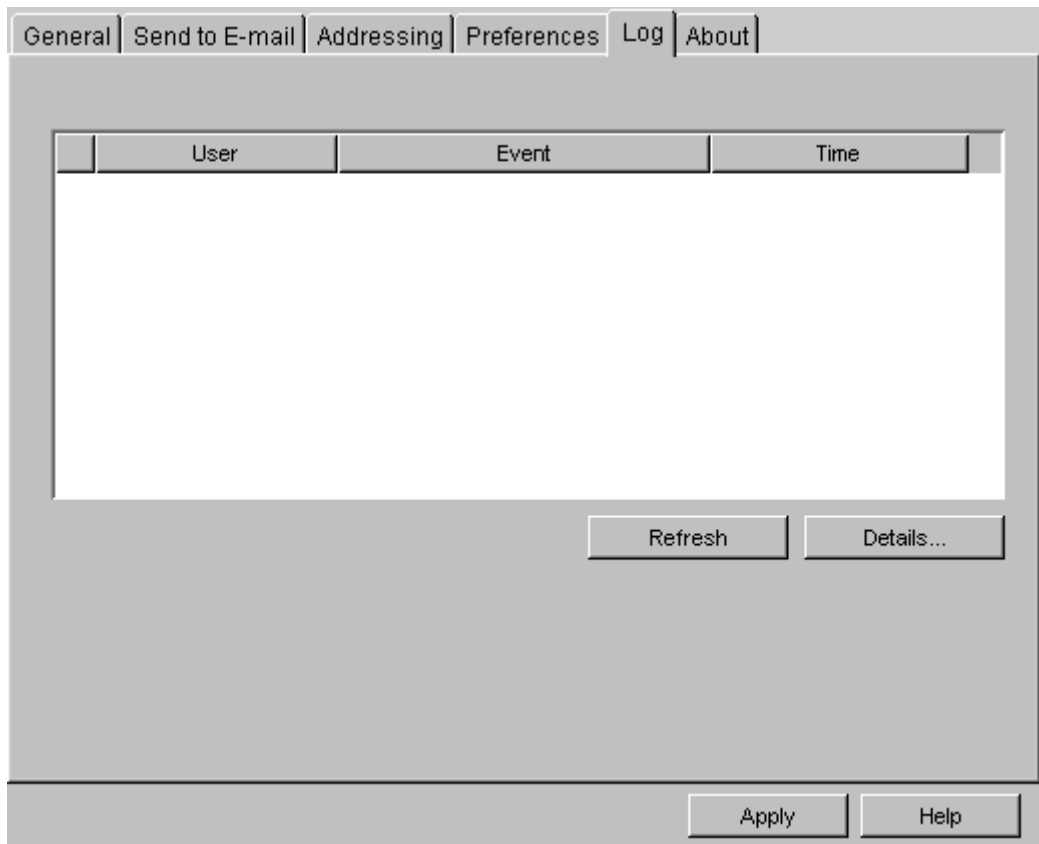 General Send to E-mail Addressing Preferences Log About
User Event Time
Refresh Details...
Apply Help